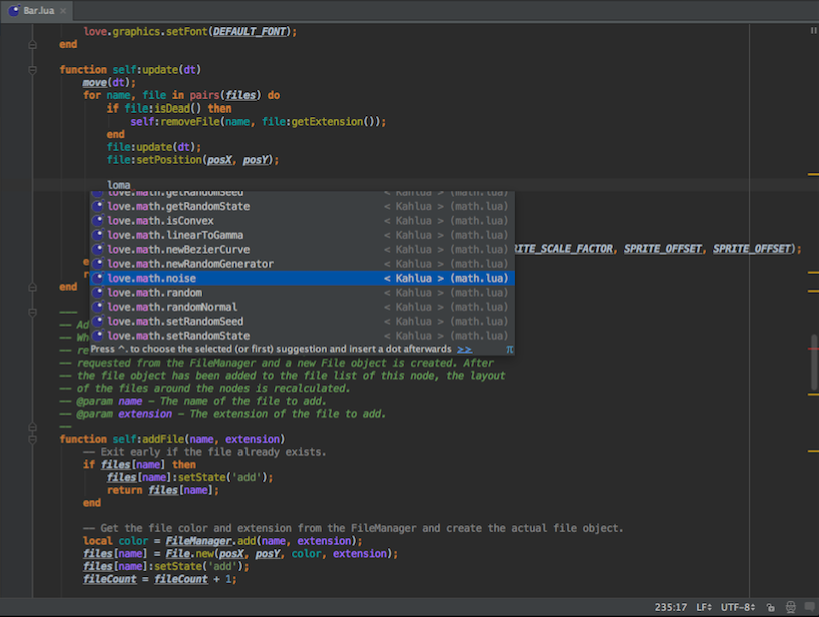 Bar.lua
love.graphics.setFont(DEFAULT_FONT);
end
function self:update(dt)
move(dt);
for name, file in pairs(files) do
if file:isDead() then
self:removeFile(name, file:getExtension());
end
file:update(dt);
file:setPosition(posX, posY);
loma
love.math.getRandomSeed < Kahlua > (math.lua)
love.math.getRandomState < Kahlua > (math.lua)
love.math.isConvex < Kahlua > (math.lua)
love.math.linearToGamma < Kahlua > (math.lua)
love.math.newBezierCurve < Kahlua > (math.lua) RITE_SCALE_FACTOR, SPRITE_OFFSET, SPRITE_OFFSET);
e love.math.newRandomGenerator < Kahlua > (math.lua)
r love.math.noise < Kahlua > (math.lua)
end love.math.random < Kahlua > (math.lua)
love.math.randomNormal < Kahlua > (math.lua)
--- 
-- Ad love.math.setRandomSeed < Kahlua > (math.lua)
-- Wh love.math.setRandomState < Kahlua > (math.lua)
-- re Press ^. to choose the selected (or first) suggestion and insert a dot afterwards >> π
-- requested from the FileManager and a new File object is created. After
-- the file object has been added to the file list of this node, the layout
-- of the files around the nodes is recalculated.
-- @param name - The name of the file to add.
-- @param extension - The extension of the file to add.
--
function self:addFile(name, extension)
-- Exit early if the file already exists.
if files[name] then
files[name]:setState('add');
return files[name];
end
-- Get the file color and extension from the FileManager and create the actual file object.
local color = FileManager.add(name, extension);
files[name] = File.new(posX, posY, color, extension);
files[name]:setState('add');
fileCount = fileCount + 1;
235:17 LF UTF-8